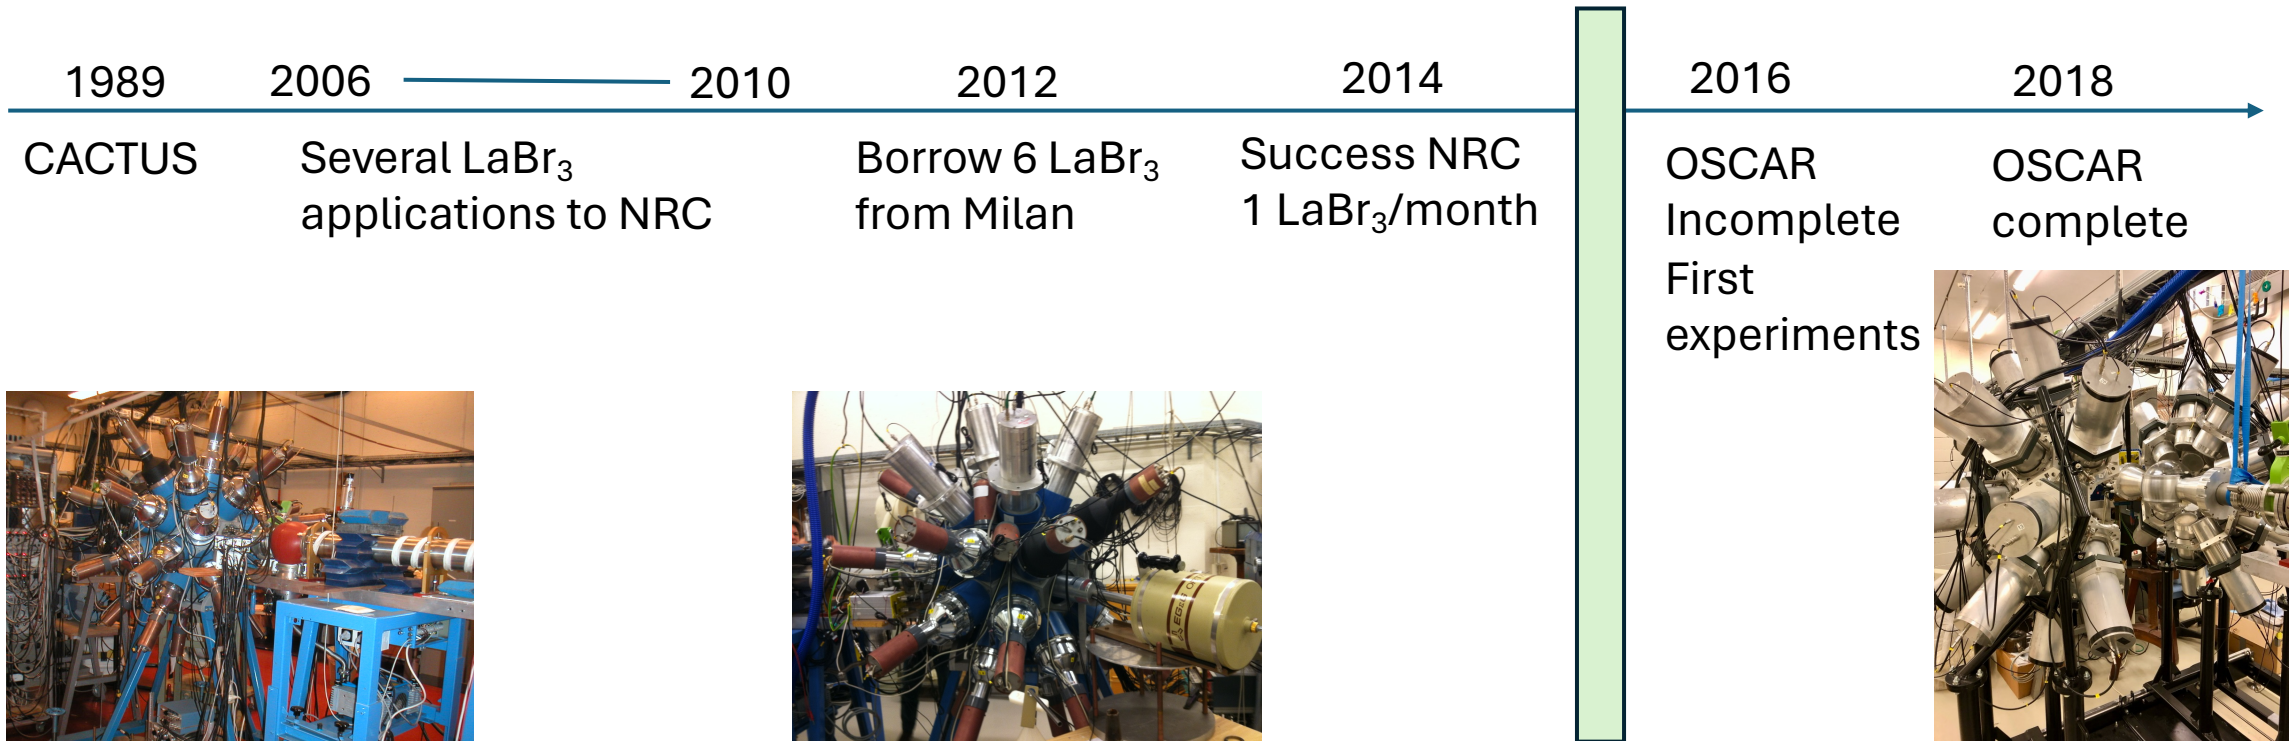 1989
2006
2010
2012
2014
2016
2018
CACTUS
Several LaBr₃
applications to NRC
Borrow 6 LaBr₃
from Milan
Success NRC
1 LaBr₃/month
OSCAR
Incomplete
First
experiments
OSCAR
complete
EG&G